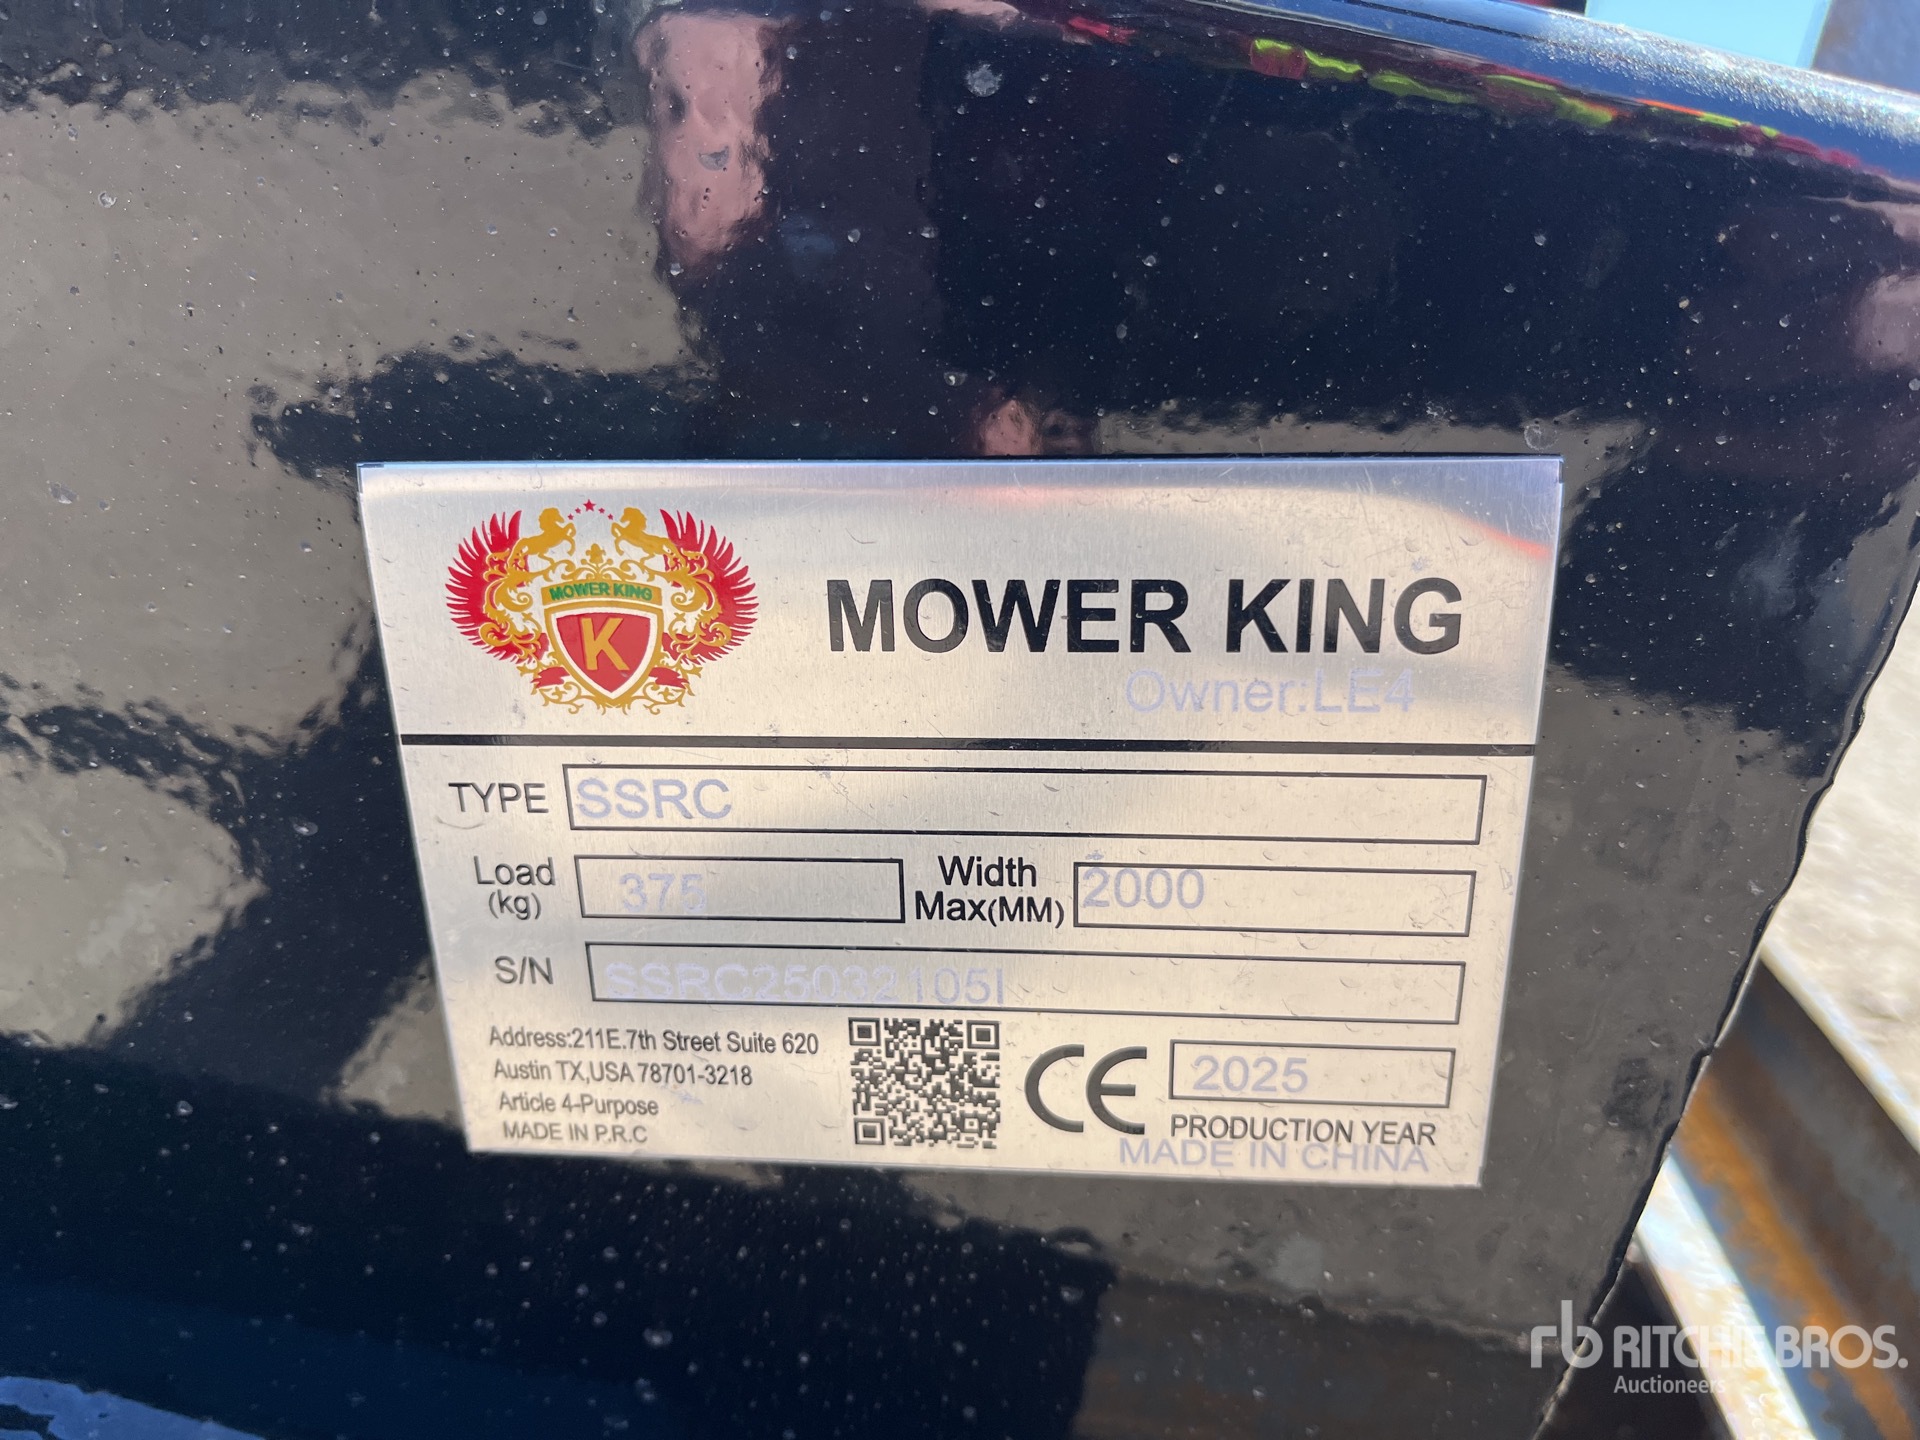 MOWER KING
K
MOWER KING
Owner:LE4
TYPE SSRC
Load (kg) 375 Width Max(MM) 2000
S/N SSRC25032105I
Address:211E.7th Street Suite 620
Austin TX,USA 78701-3218
Article 4-Purpose
MADE IN P.R.C
CE
2025
PRODUCTION YEAR
MADE IN CHINA
rb RITCHIE BROS.
Auctioneers